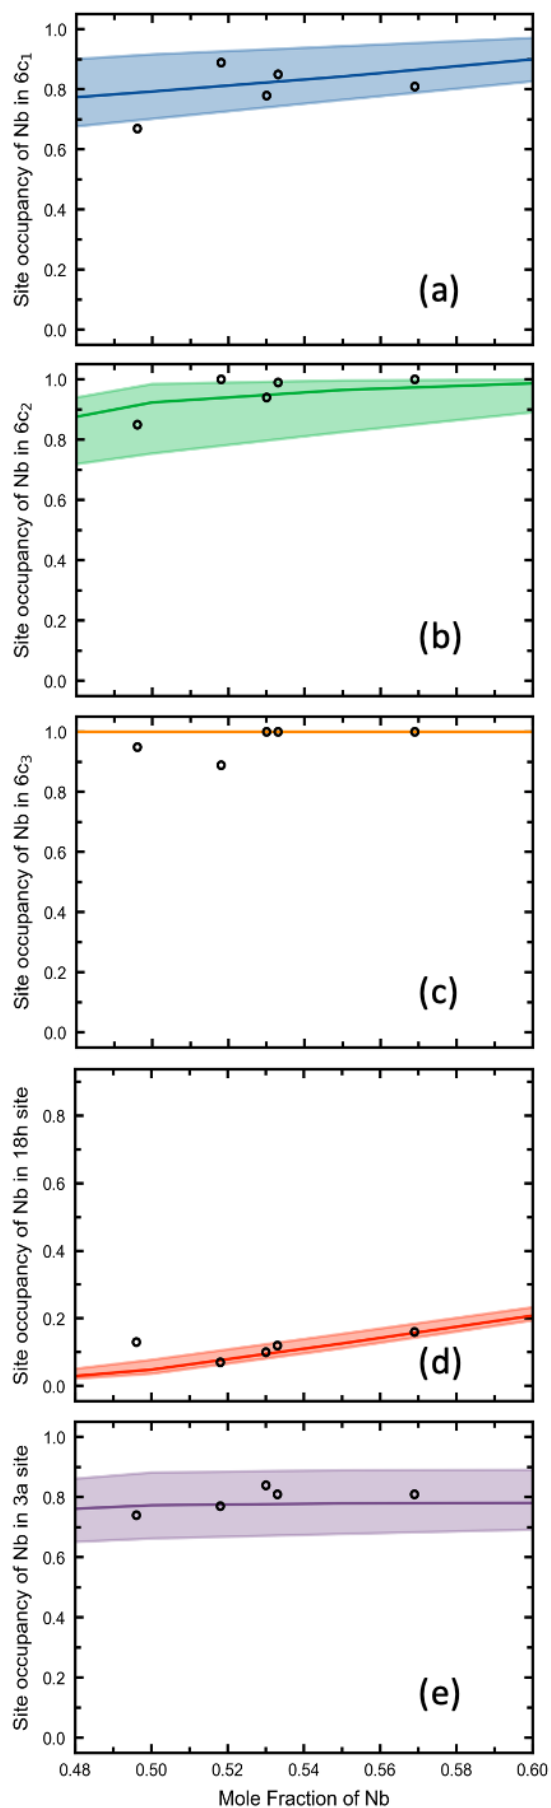 Site occupancy of Nb in 6c₁
1.0
0.8
0.6
0.4
0.2
0.0
(a)
Site occupancy of Nb in 6c₂
1.0
0.8
0.6
0.4
0.2
0.0
(b)
Site occupancy of Nb in 6c₃
1.0
0.8
0.6
0.4
0.2
0.0
(c)
Site occupancy of Nb in 18h site
0.8
0.6
0.4
0.2
0.0
(d)
Site occupancy of Nb in 3a site
1.0
0.8
0.6
0.4
0.2
0.0
(e)
0.48 0.50 0.52 0.54 0.56 0.58 0.60
Mole Fraction of Nb